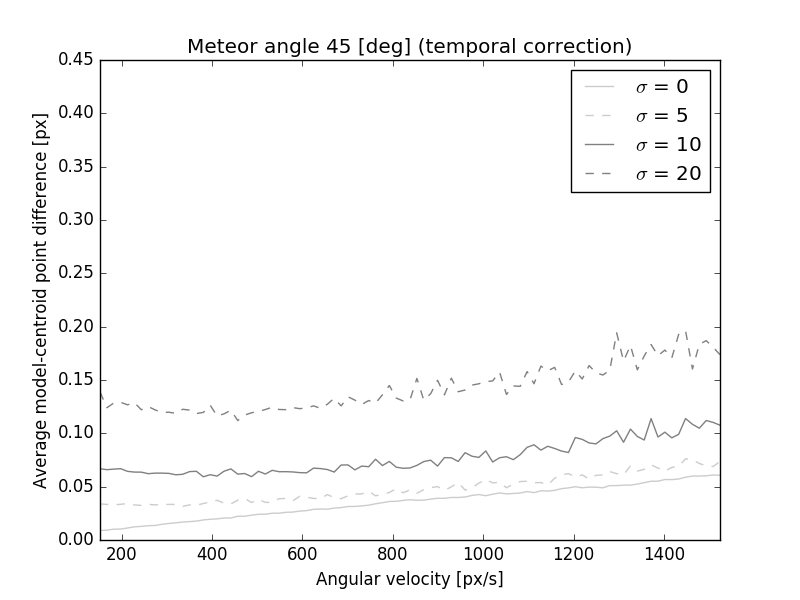 Meteor angle 45 [deg] (temporal correction)
σ = 0
σ = 5
σ = 10
σ = 20
Average model-centroid point difference [px]
0.45
0.40
0.35
0.30
0.25
0.20
0.15
0.10
0.05
0.00
200 400 600 800 1000 1200 1400
Angular velocity [px/s]